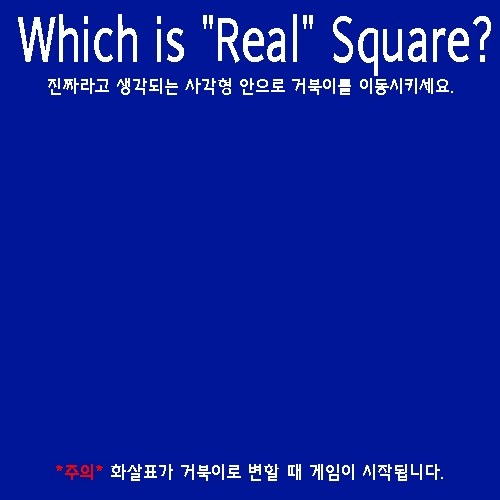 Which is "Real" Square?
진짜라고 생각되는 사각형 안으로 거북이를 이동시키세요.
*주의* 화살표가 거북이로 변할 때 게임이 시작됩니다.